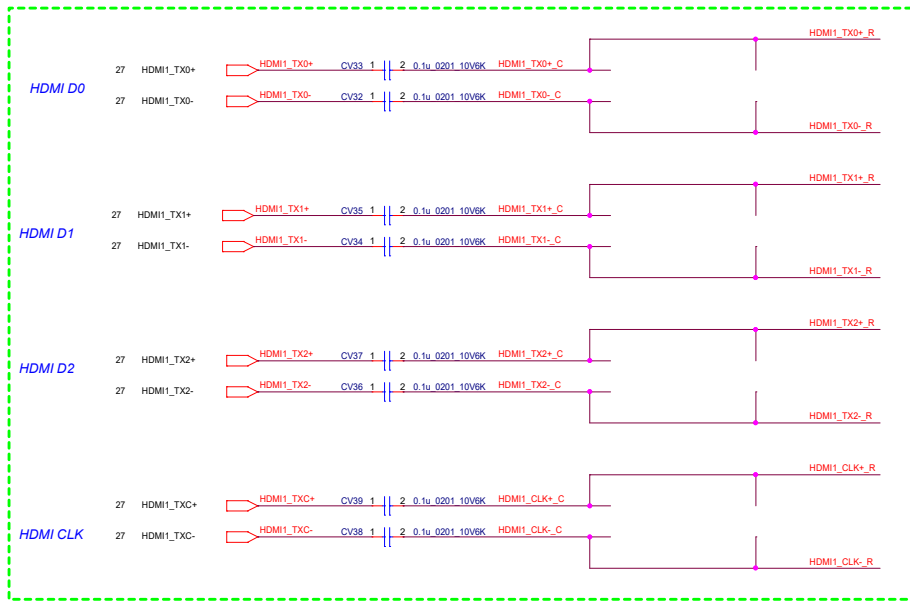 HDMI1_TX0+_R
27 HDMI1_TX0+ HDMI1_TX0+ CV33 1 2 0.1u_0201_10V6K HDMI1_TX0+_C
HDMI D0
27 HDMI1_TX0- HDMI1_TX0- CV32 1 2 0.1u_0201_10V6K HDMI1_TX0-_C
HDMI1_TX0-_R
HDMI1_TX1+_R
27 HDMI1_TX1+ HDMI1_TX1+ CV35 1 2 0.1u_0201_10V6K HDMI1_TX1+_C
HDMI D1
27 HDMI1_TX1- HDMI1_TX1- CV34 1 2 0.1u_0201_10V6K HDMI1_TX1-_C
HDMI1_TX1-_R
HDMI1_TX2+_R
27 HDMI1_TX2+ HDMI1_TX2+ CV37 1 2 0.1u_0201_10V6K HDMI1_TX2+_C
HDMI D2
27 HDMI1_TX2- HDMI1_TX2- CV36 1 2 0.1u_0201_10V6K HDMI1_TX2-_C
HDMI1_TX2-_R
HDMI1_CLK+_R
27 HDMI1_TXC+ HDMI1_TXC+ CV39 1 2 0.1u_0201_10V6K HDMI1_CLK+_C
HDMI CLK
27 HDMI1_TXC- HDMI1_TXC- CV38 1 2 0.1u_0201_10V6K HDMI1_CLK-_C
HDMI1_CLK-_R